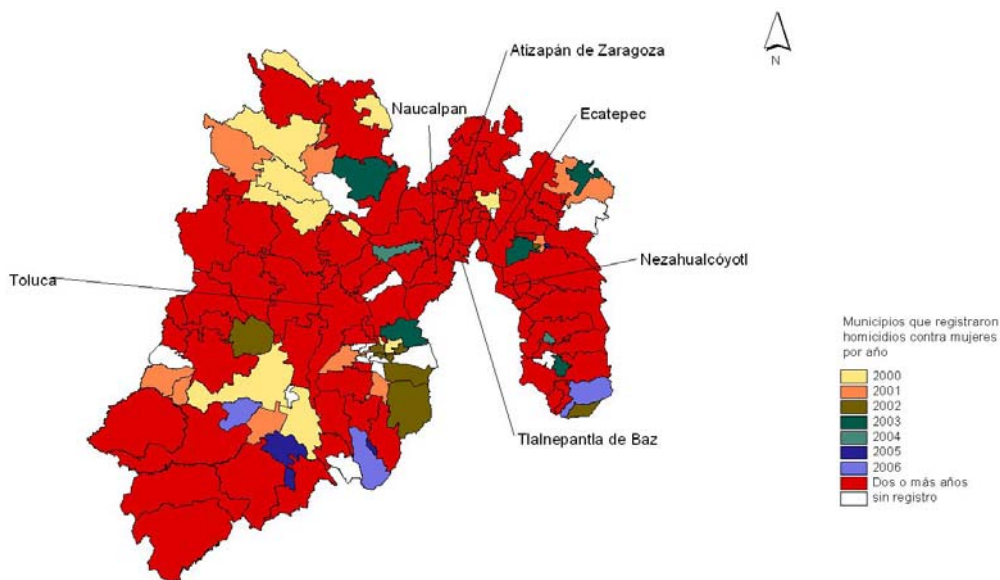 Atizapán de Zaragoza
N
Naucalpan
Ecatepec
Toluca
Nezahualcóyotl
Tlalnepantla de Baz
Municipios que registraron
homicidios contra mujeres
por año
2000
2001
2002
2003
2004
2005
2006
Dos o más años
sin registro